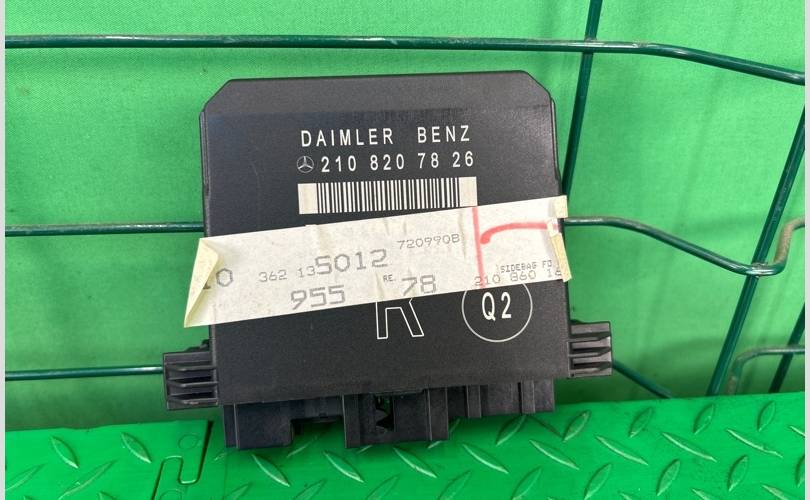 DAIMLER BENZ
210 820 78 26
720990B
10 362 13 5012
SIDEBAG FD
955 RE. 78 210 860 16
R
Q2